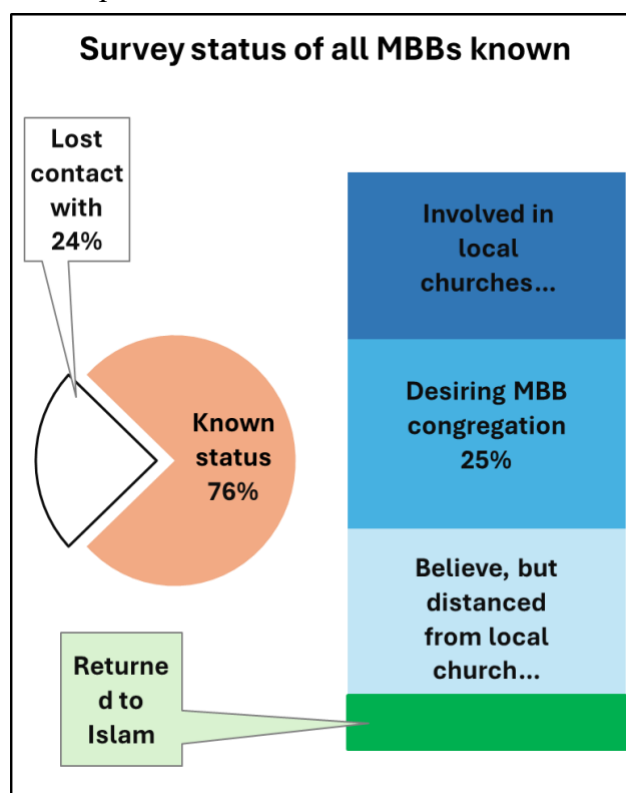 Survey status of all MBBs known
Lost
contact
with
24%
Involved in
local
churches...
Known
status
76%
Desiring MBB
congregation
25%
Believe, but
distanced
from local
church...
Returne
d to
Islam